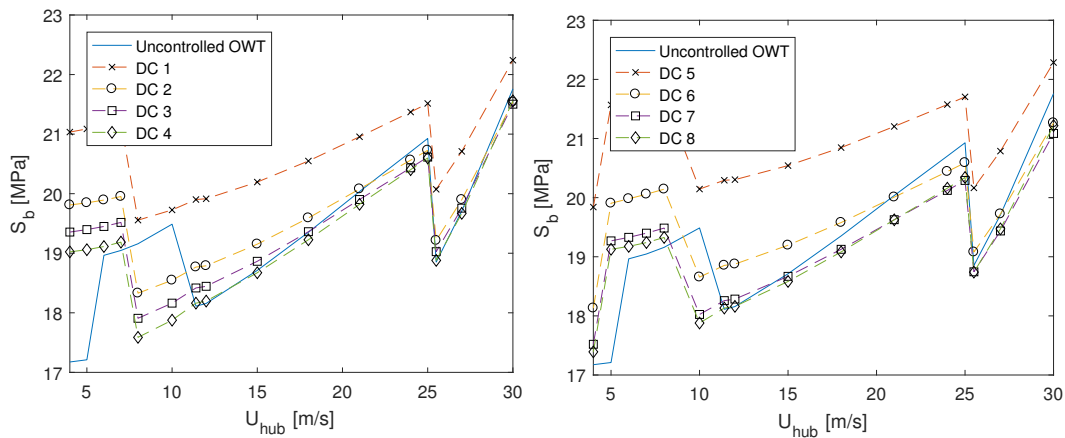 23
22
21
20
19
18
17
5
10
15
20
25
30
S_b [MPa]
U_hub [m/s]
Uncontrolled OWT
DC 1
DC 2
DC 3
DC 4
23
22
21
20
19
18
17
5
10
15
20
25
30
S_b [MPa]
U_hub [m/s]
Uncontrolled OWT
DC 5
DC 6
DC 7
DC 8